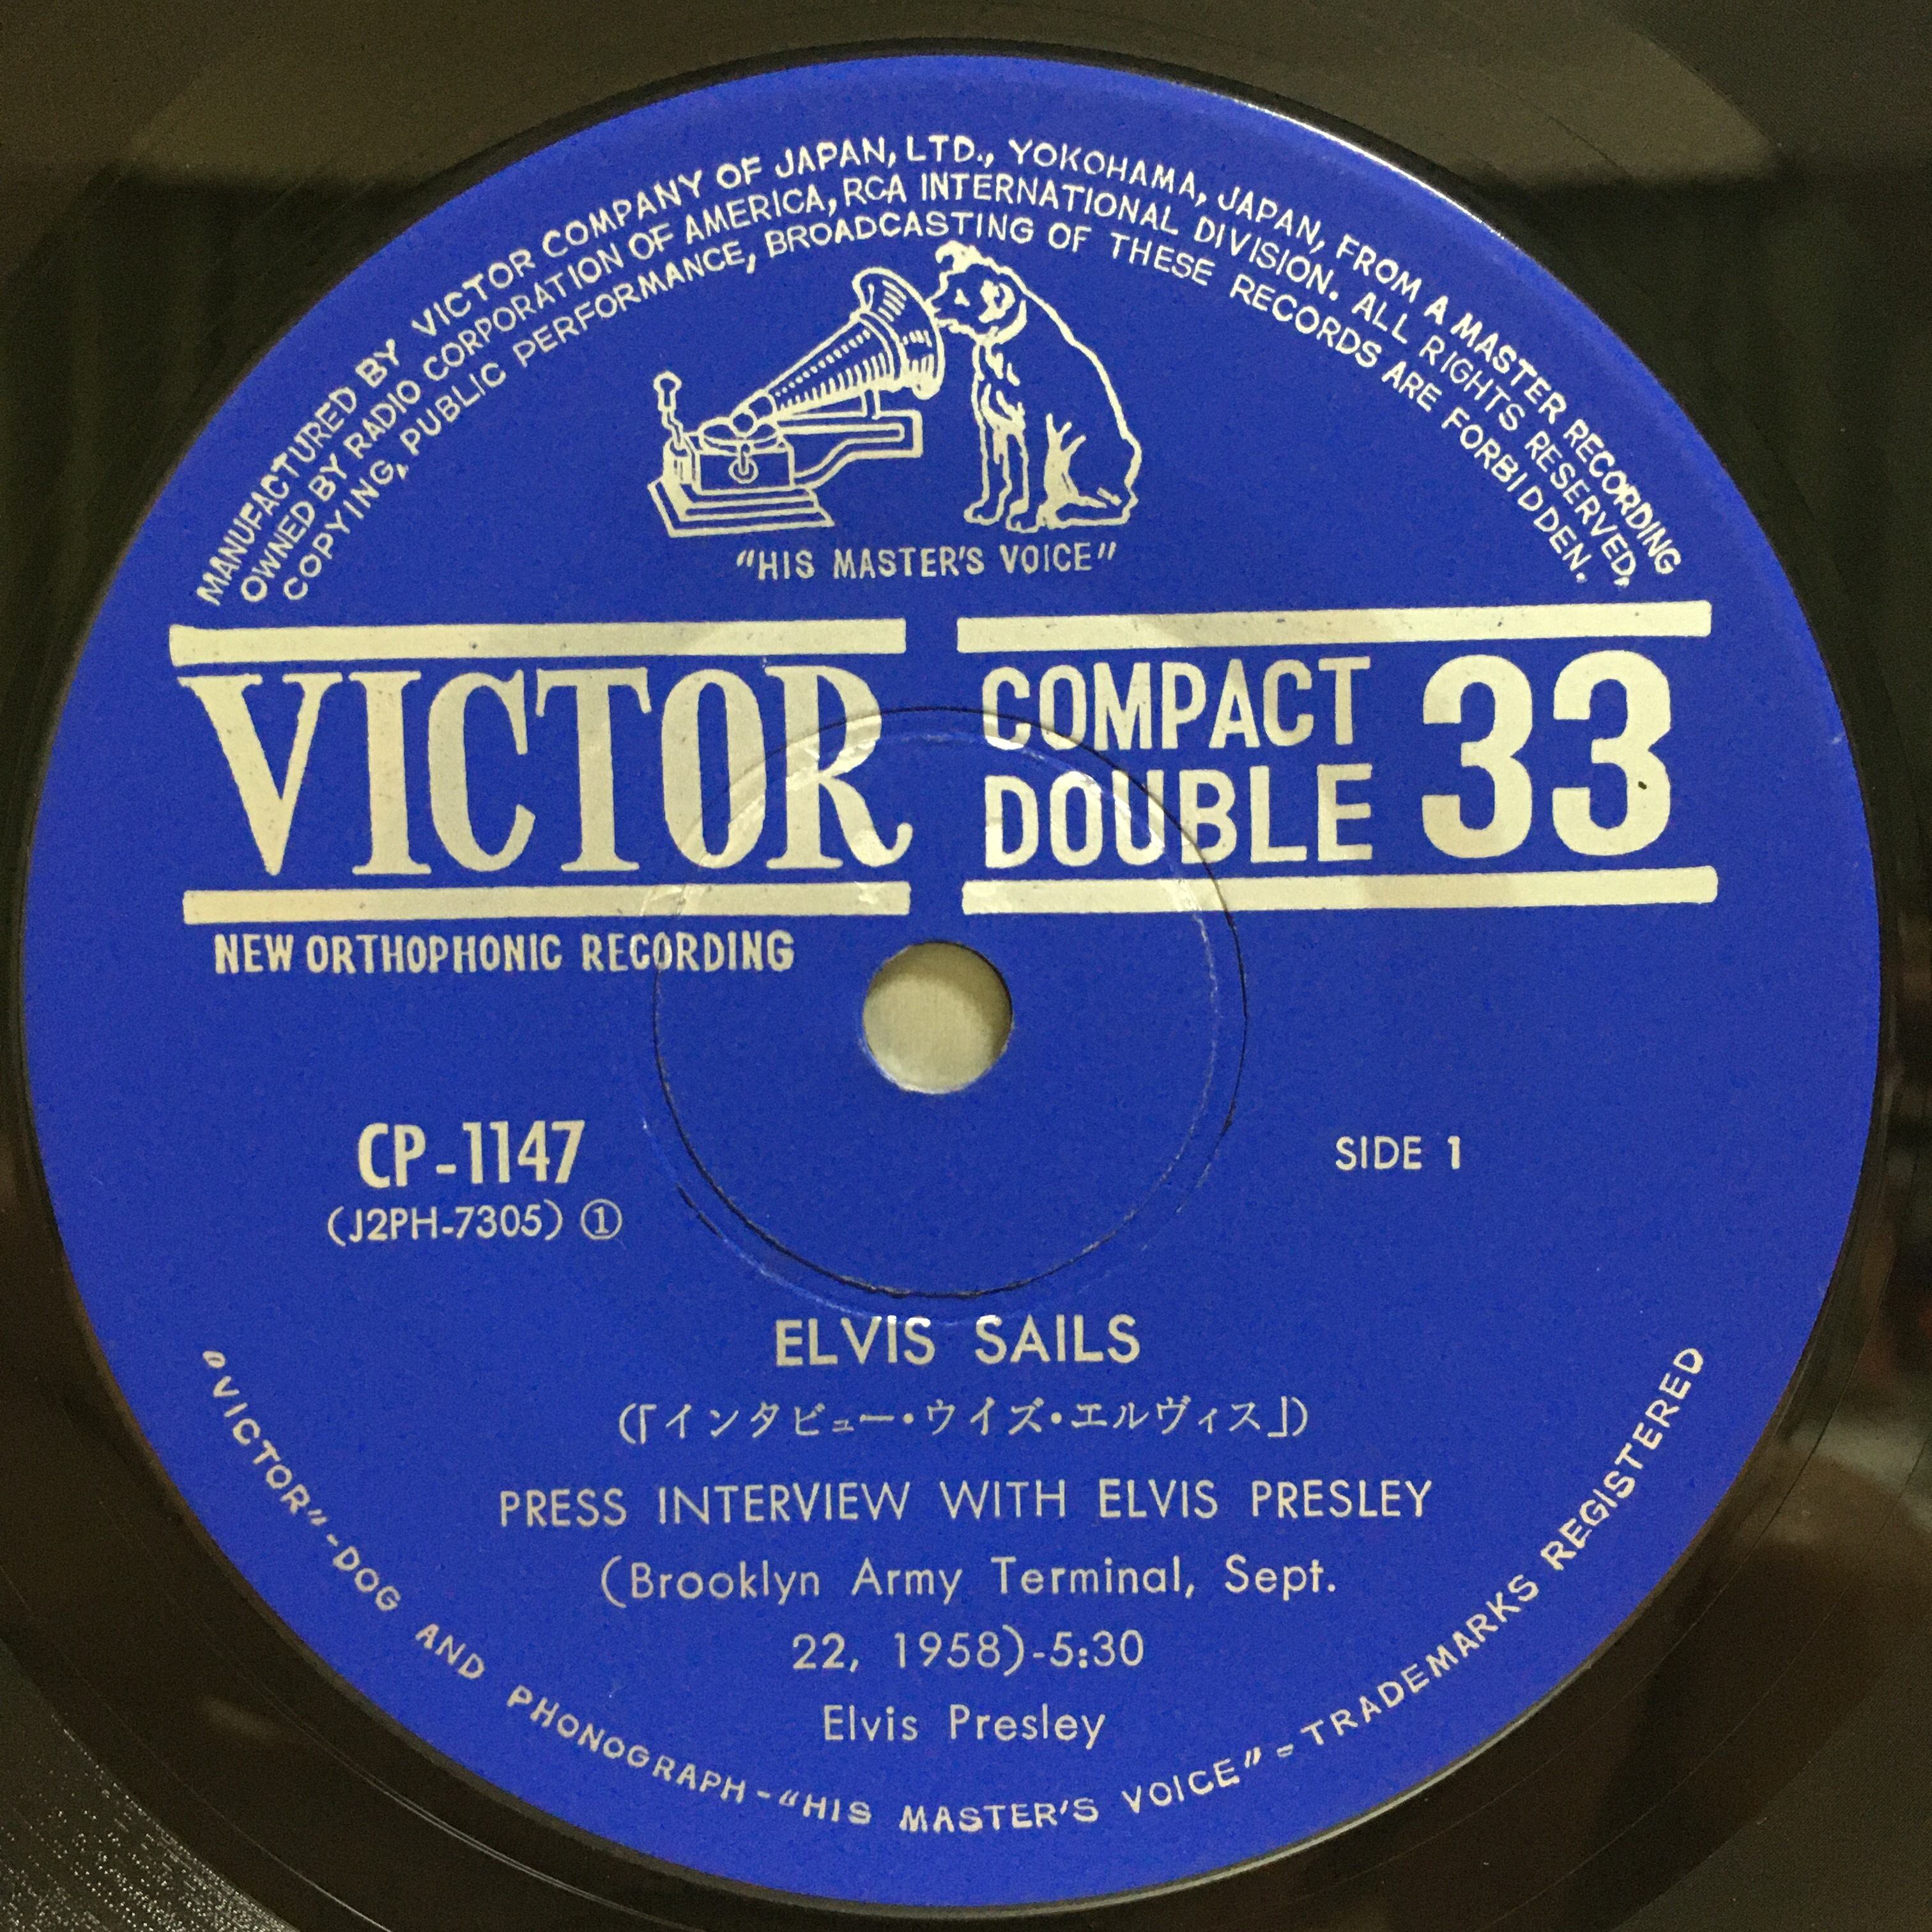 MANUFACTURED BY VICTOR COMPANY OF JAPAN, LTD., YOKOHAMA, JAPAN, FROM A MASTER RECORDING
OWNED BY RADIO CORPORATION OF AMERICA, RCA INTERNATIONAL DIVISION. ALL RIGHTS RESERVED,
COPYING, PUBLIC PERFORMANCE, BROADCASTING OF THESE RECORDS ARE FORBIDDEN.
"HIS MASTER'S VOICE"
VICTOR
COMPACT
DOUBLE 33
NEW ORTHOPHONIC RECORDING
CP-1147
(J2PH-7305) ①
SIDE 1
ELVIS SAILS
(「インタビュー・ウイズ・エルヴィス」)
PRESS INTERVIEW WITH ELVIS PRESLEY
(Brooklyn Army Terminal, Sept.
22, 1958)-5:30
Elvis Presley
"VICTOR"-DOG AND PHONOGRAPH-"HIS MASTER'S VOICE"=TRADEMARKS REGISTERED